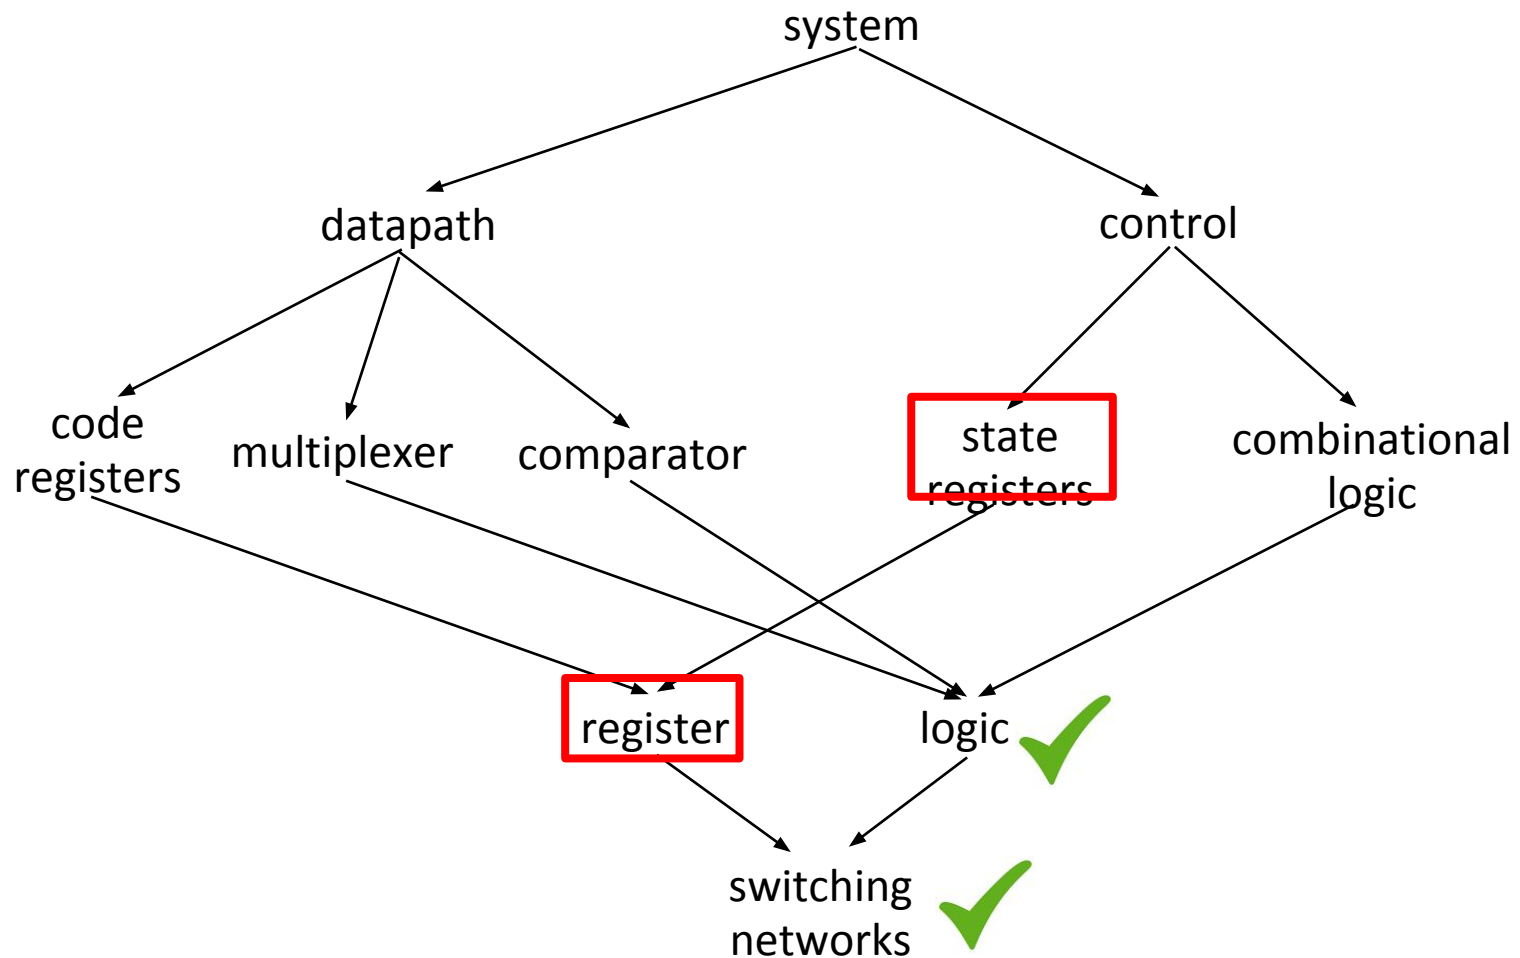 system
datapath
control
code
registers
multiplexer
comparator
state
registers
combinational
logic
register
logic
switching
networks